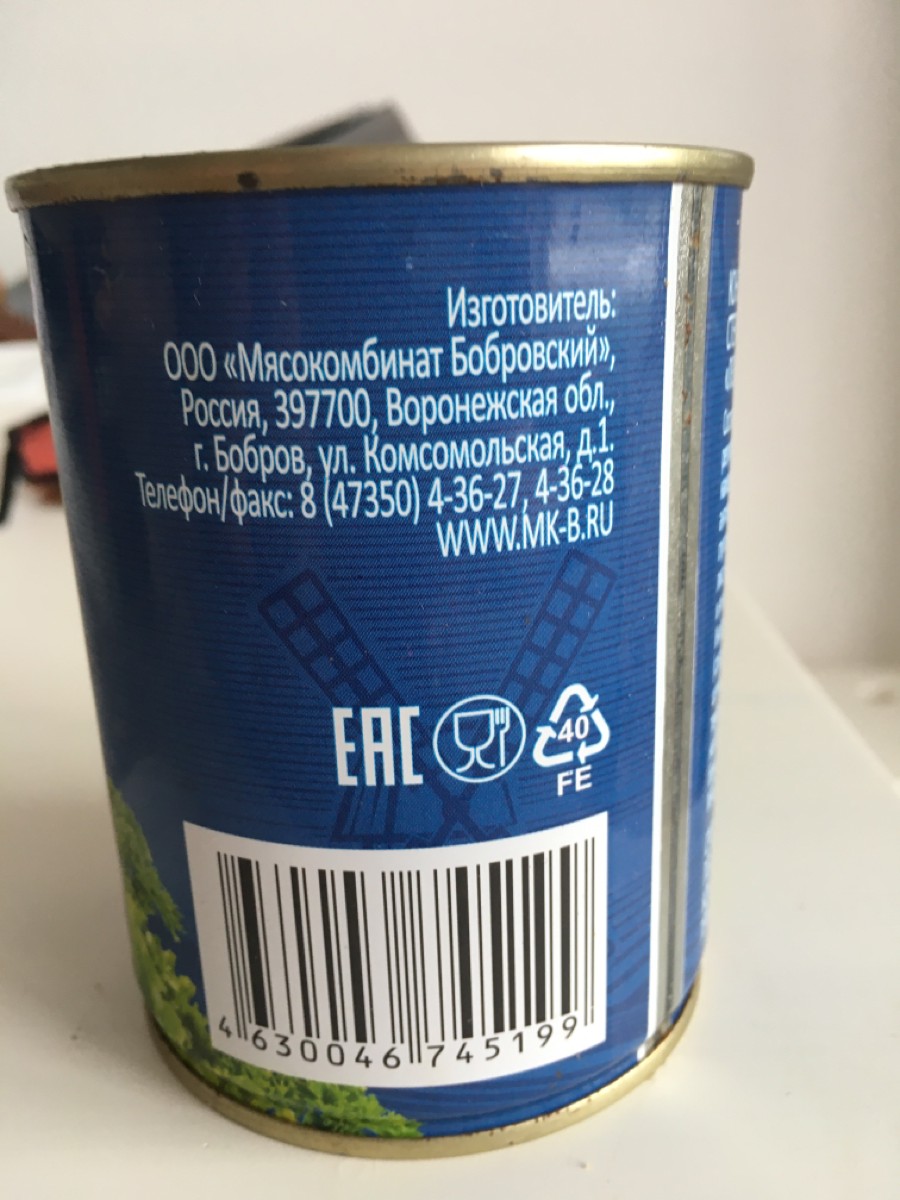 Изготовитель:
ООО «Мясокомбинат Бобровский»,
Россия, 397700, Воронежская обл.,
г. Бобров, ул. Комсомольская, д.1.
Телефон/факс: 8 (47350) 4-36-27, 4-36-28
WWW.MK-B.RU
EAC
40
FE
4 630046 745199